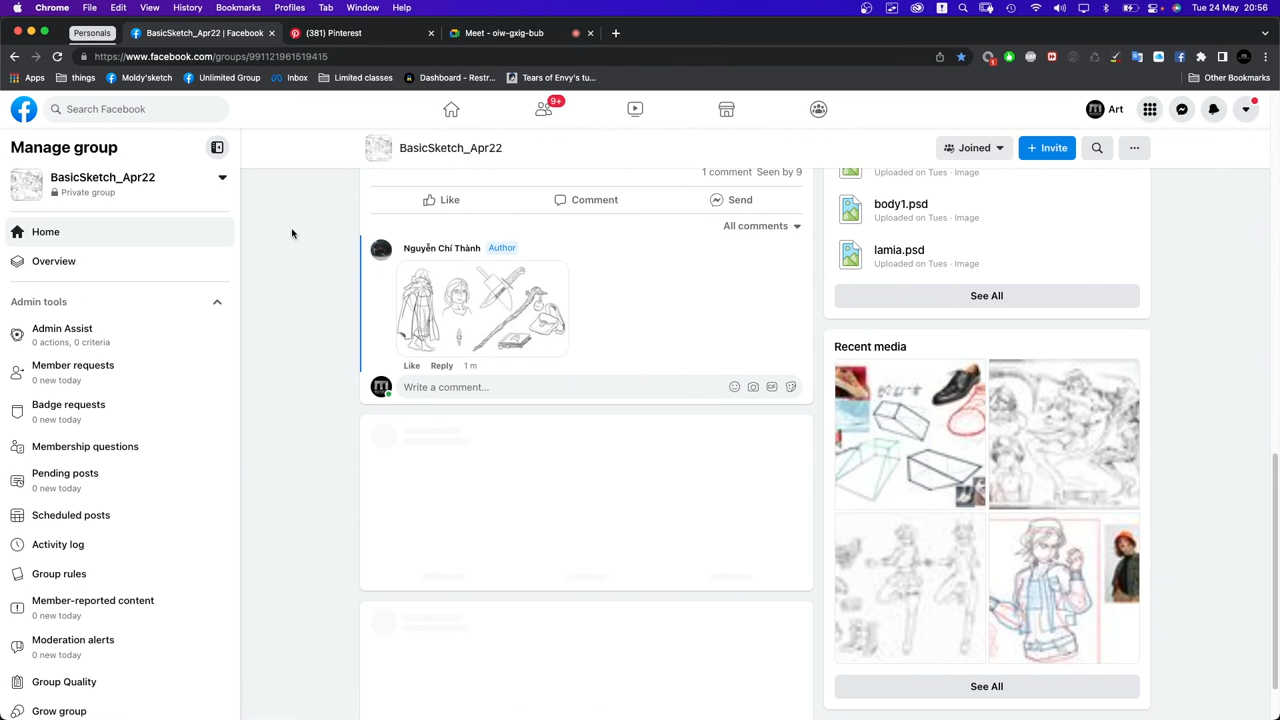 Chrome File Edit View History Bookmarks Profiles Tab Window Help
Tue 24 May 20:56
Personals
BasicSketch_Apr22 | Facebook
(381) Pinterest
Meet - oiw-gxig-bub
https://www.facebook.com/groups/991121961519415
Apps
things
Moldy'sketch
Unlimited Group
Inbox
Limited classes
Dashboard - Restr...
Tears of Envy's tu...
Other Bookmarks
Search Facebook
9+
Art
Manage group
BasicSketch_Apr22
Private group
Home
Overview
Admin tools
Admin Assist
0 actions, 0 criteria
Member requests
0 new today
Badge requests
0 new today
Membership questions
Pending posts
0 new today
Scheduled posts
Activity log
Group rules
Member-reported content
0 new today
Moderation alerts
0 new today
Group Quality
Grow group
BasicSketch_Apr22
Joined
+ Invite
1 comment Seen by 9
Like
Comment
Send
All comments
Nguyễn Chí Thành Author
Like Reply 1 m
Write a comment...
Uploaded on Tues · Image
body1.psd
Uploaded on Tues · Image
lamia.psd
Uploaded on Tues · Image
See All
Recent media
See All